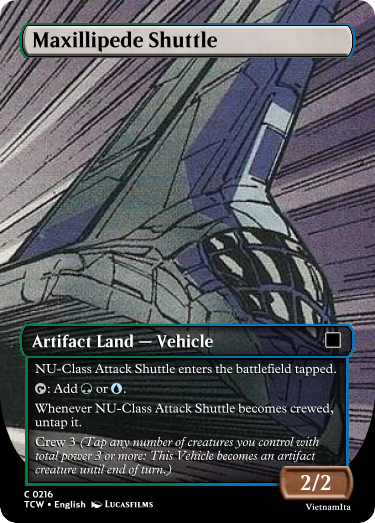 Maxillipede Shuttle
Artifact Land — Vehicle
NU-Class Attack Shuttle enters the battlefield tapped.
: Add or .
Whenever NU-Class Attack Shuttle becomes crewed,
untap it.
Crew 3 (Tap any number of creatures you control with
total power 3 or more: This Vehicle becomes an artifact
creature until end of turn.)
2/2
C 0216
TCW • English LUCASFILMS
VietnamIta